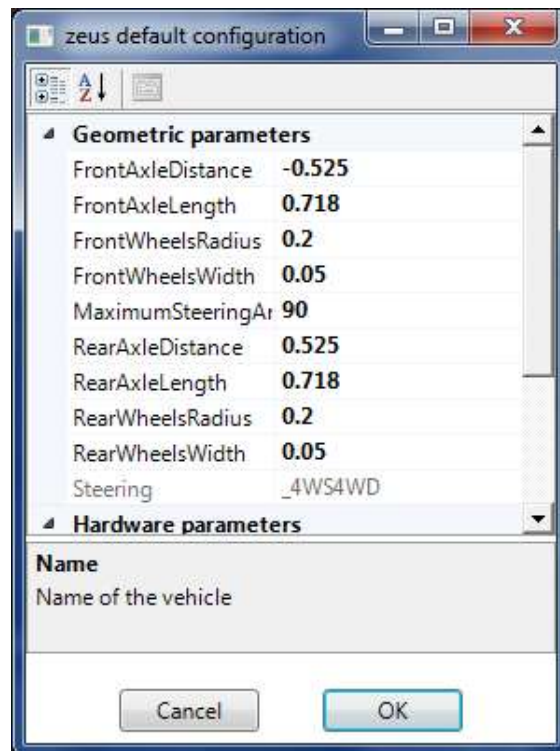 zeus default configuration
Geometric parameters
FrontAxleDistance -0.525
FrontAxleLength 0.718
FrontWheelsRadius 0.2
FrontWheelsWidth 0.05
MaximumSteeringAr 90
RearAxleDistance 0.525
RearAxleLength 0.718
RearWheelsRadius 0.2
RearWheelsWidth 0.05
Steering _4WS4WD
Hardware parameters
Name
Name of the vehicle
Cancel OK